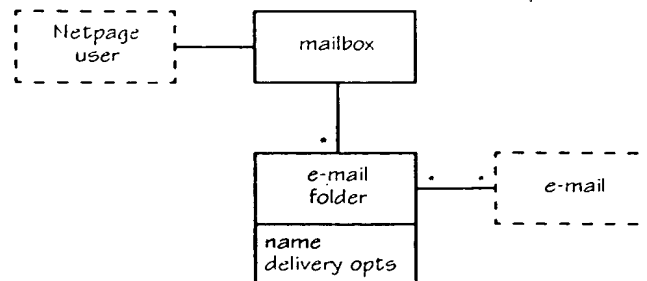 Netpage
user
mailbox
*
e-mail
folder
* *
e-mail
name
delivery opts